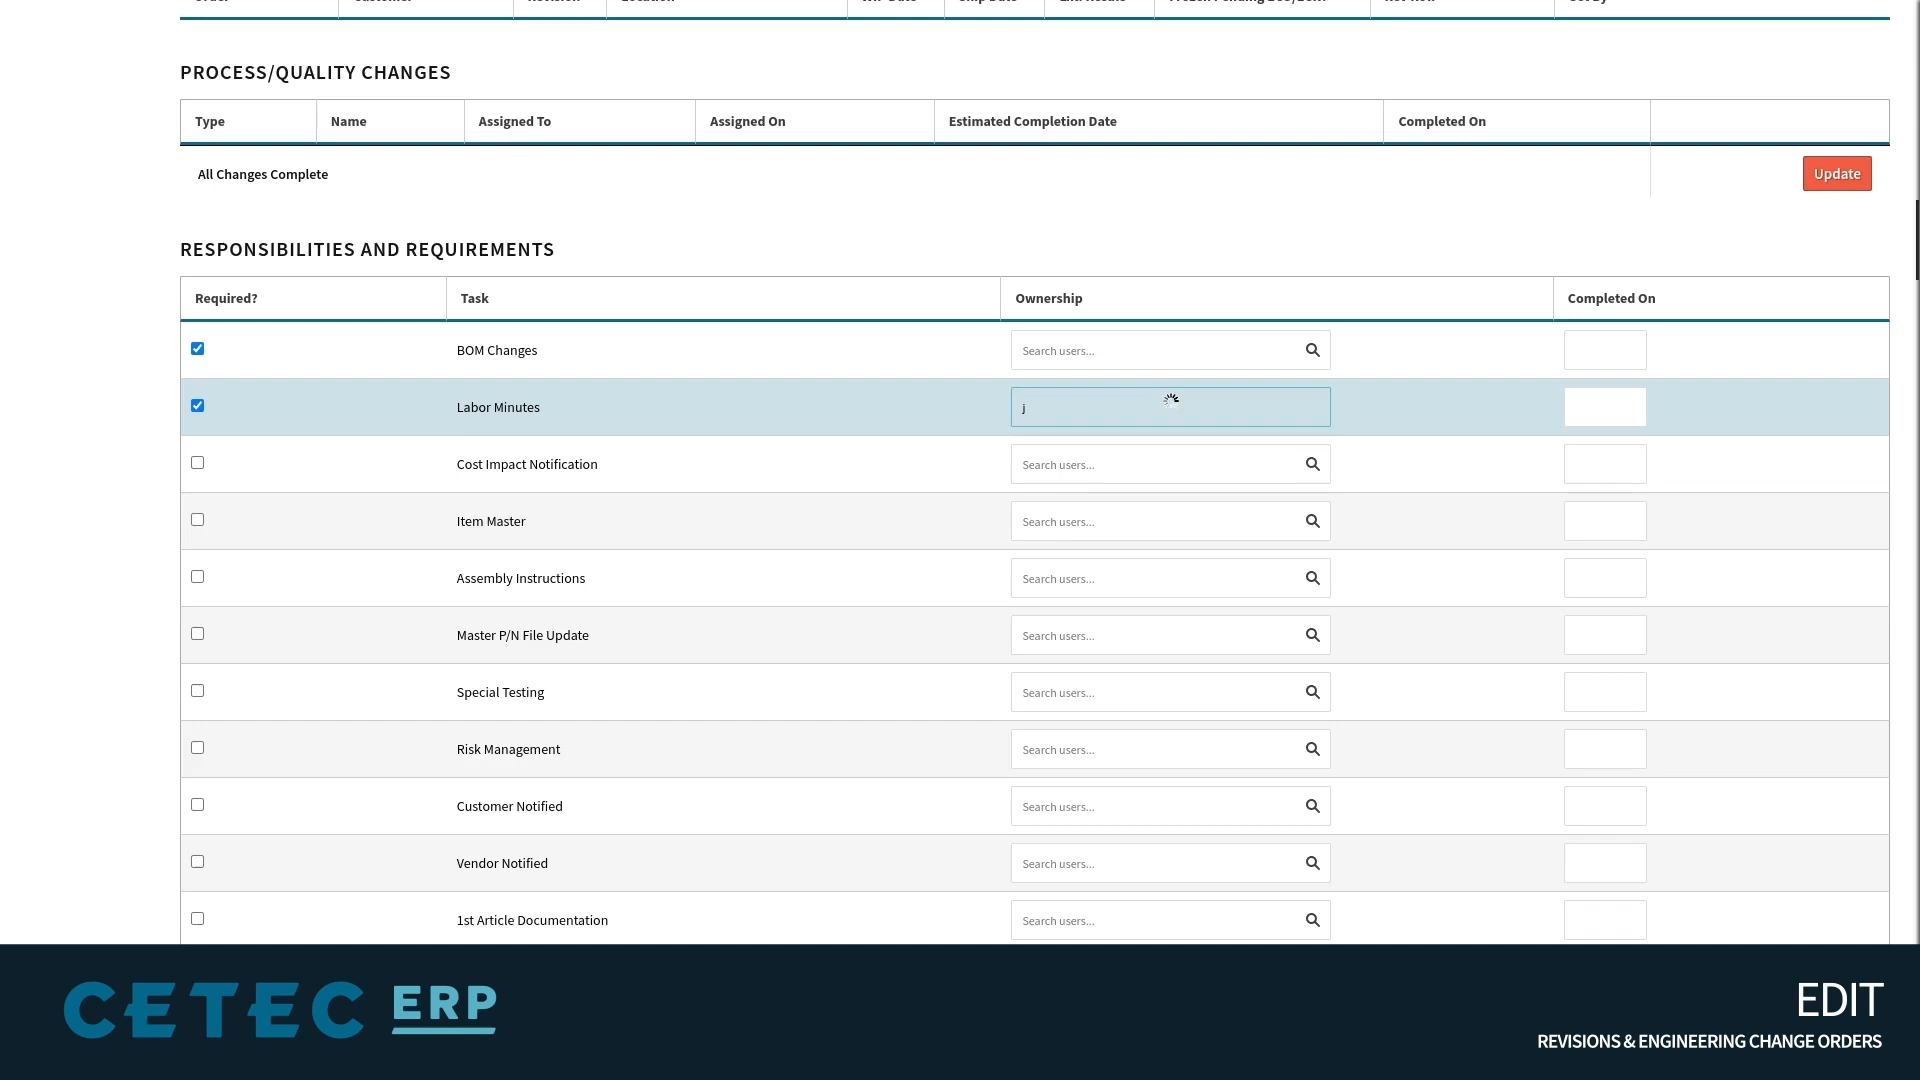 PROCESS/QUALITY CHANGES
Type Name Assigned To Assigned On Estimated Completion Date Completed On
All Changes Complete Update
RESPONSIBILITIES AND REQUIREMENTS
Required? Task Ownership Completed On
BOM Changes Search users...
Labor Minutes j
Cost Impact Notification Search users...
Item Master Search users...
Assembly Instructions Search users...
Master P/N File Update Search users...
Special Testing Search users...
Risk Management Search users...
Customer Notified Search users...
Vendor Notified Search users...
1st Article Documentation Search users...
CETEC ERP
EDIT
REVISIONS & ENGINEERING CHANGE ORDERS